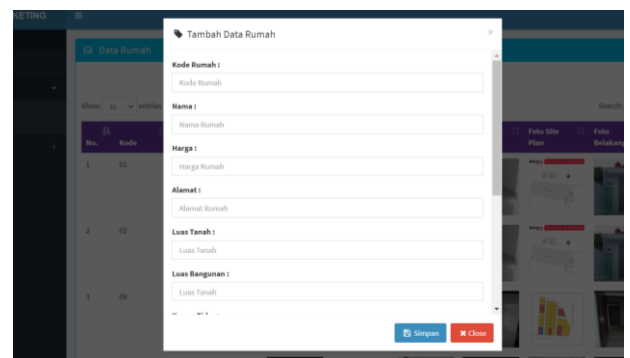 KETING
Tambah Data Rumah
×
Data Rumah
Kode Rumah :
Kode Rumah
Show 10 entries
Search:
Nama :
Nama Rumah
No. Kode
Foto Site Plan
Foto Belakang
Harga :
Harga Rumah
1 01
Alamat :
Alamat Rumah
Luas Tanah :
Luas Tanah
2 02
Luas Bangunan :
Luas Tanah
3 09
Simpan
Close